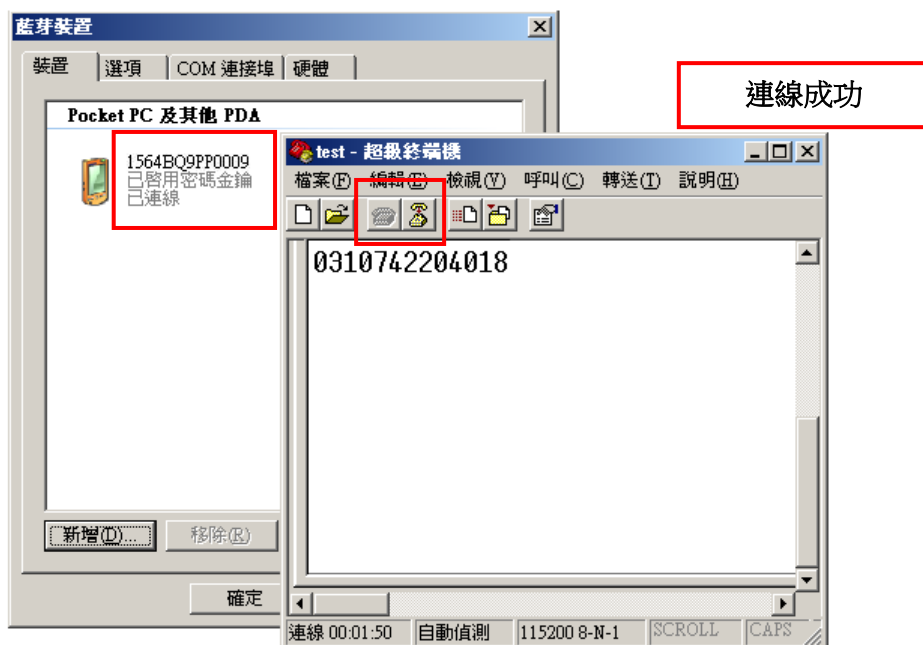 藍芽裝置
裝置 選項 COM 連接埠 硬體
Pocket PC 及其他 PDA
1564BQ9PP0009
已啓用密碼金鑰
已連線
新增(D)... 移除(R)
確定
連線成功
test - 超級終端機
檔案(F) 編輯(E) 檢視(V) 呼叫(C) 轉送(T) 說明(H)
0310742204018
連線 00:01:50 自動偵測 115200 8-N-1 SCROLL CAPS